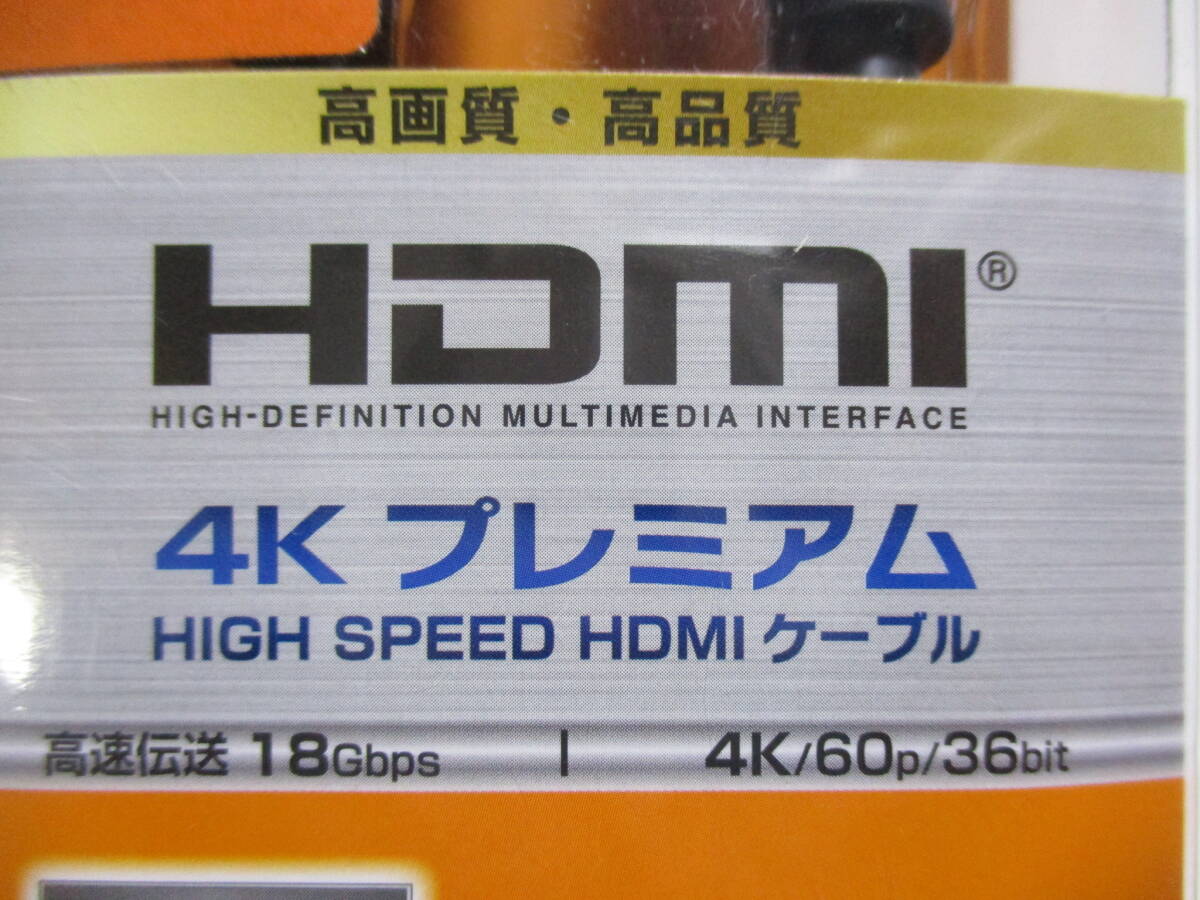 高画質・高品質
HDMI®
HIGH-DEFINITION MULTIMEDIA INTERFACE
4K プレミアム
HIGH SPEED HDMI ケーブル
高速伝送 18Gbps | 4K/60p/36bit